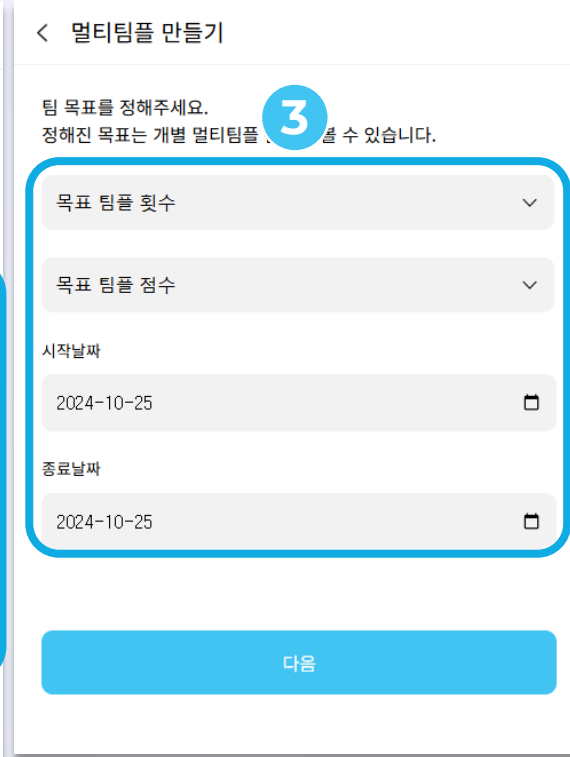 멀티팀플 만들기
팀 목표를 정해주세요.
3
정해진 목표는 개별 멀티팀플 볼 수 있습니다.
목표 팀플 횟수
목표 팀플 점수
시작날짜
2024-10-25
종료날짜
2024-10-25
다음